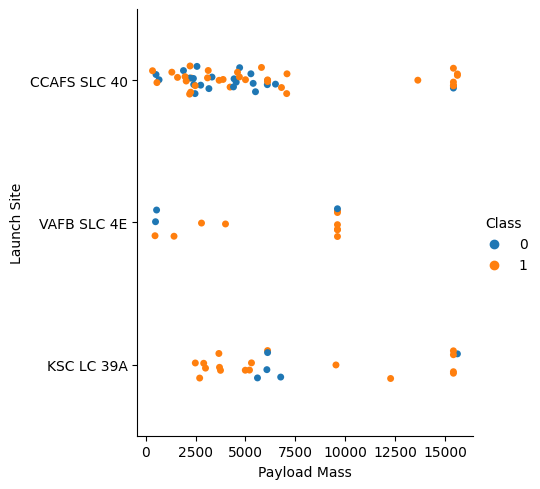 CCAFS SLC 40
VAFB SLC 4E
KSC LC 39A
Launch Site
0 2500 5000 7500 10000 12500 15000
Payload Mass
Class
0
1